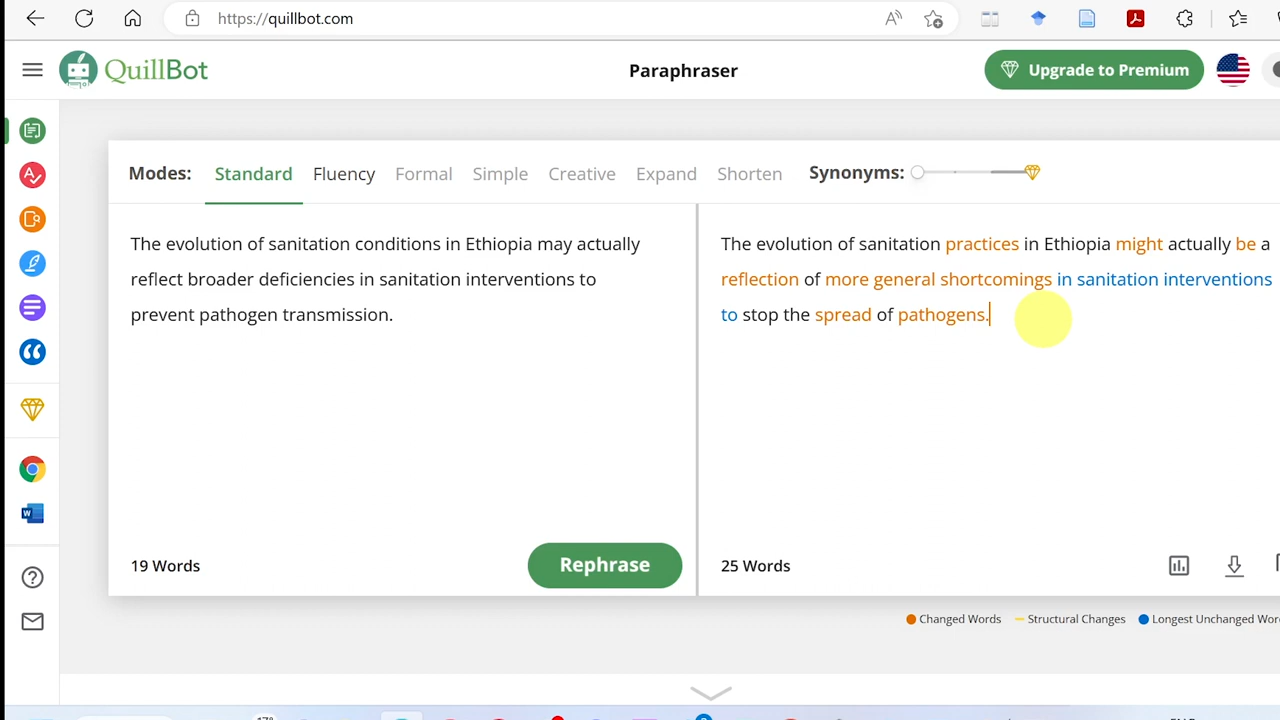 https://quillbot.com
QuillBot
Paraphraser
Upgrade to Premium
Modes: Standard Fluency Formal Simple Creative Expand Shorten Synonyms:
The evolution of sanitation conditions in Ethiopia may actually
reflect broader deficiencies in sanitation interventions to
prevent pathogen transmission.
19 Words
Rephrase
The evolution of sanitation practices in Ethiopia might actually be a
reflection of more general shortcomings in sanitation interventions
to stop the spread of pathogens.
25 Words
Changed Words Structural Changes Longest Unchanged Wor